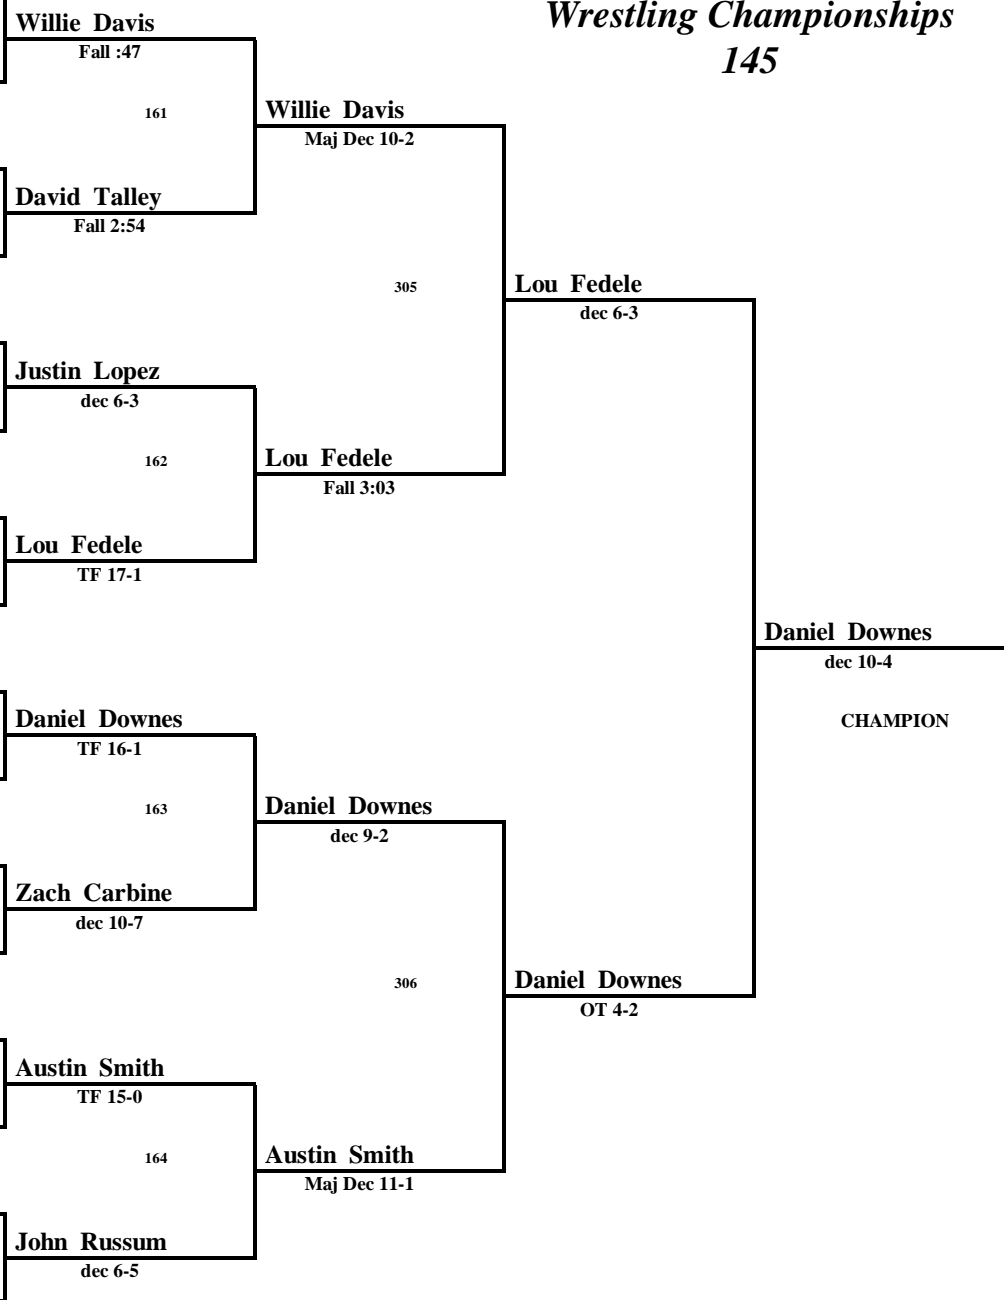 Wrestling Championships
145
Willie Davis
Fall :47
161
Willie Davis
Maj Dec 10-2
David Talley
Fall 2:54
305
Lou Fedele
dec 6-3
Justin Lopez
dec 6-3
162
Lou Fedele
Fall 3:03
Lou Fedele
TF 17-1
Daniel Downes
dec 10-4
CHAMPION
Daniel Downes
TF 16-1
163
Daniel Downes
dec 9-2
Zach Carbine
dec 10-7
306
Daniel Downes
OT 4-2
Austin Smith
TF 15-0
164
Austin Smith
Maj Dec 11-1
John Russum
dec 6-5